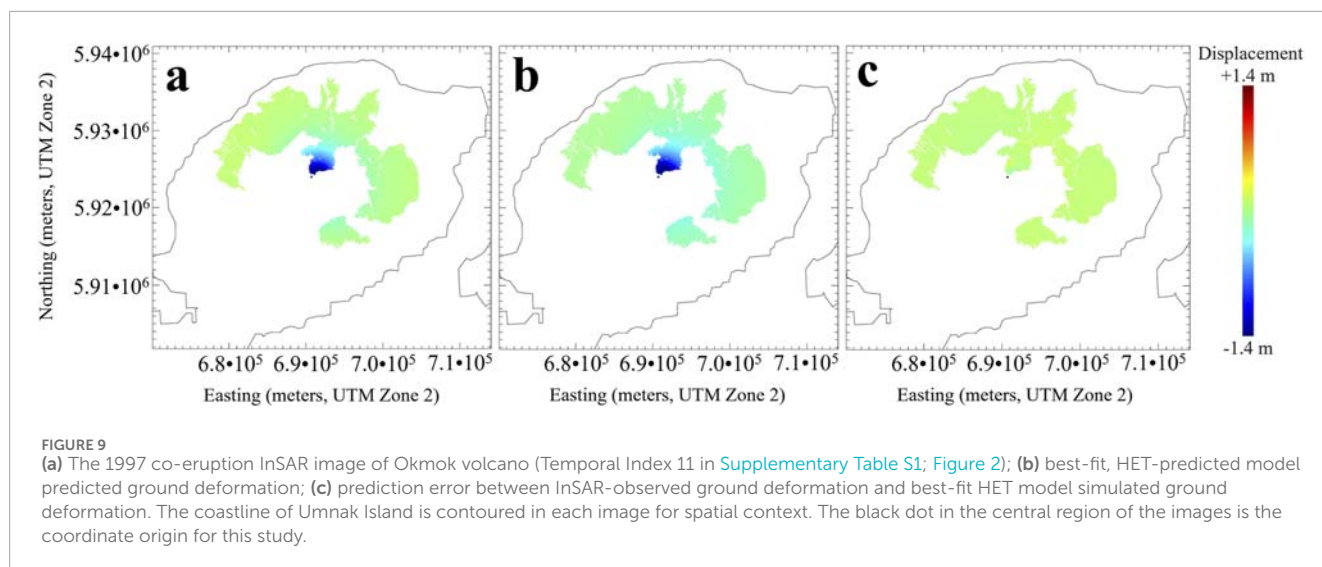 a
b
c
Displacement
+1.4 m
-1.4 m
5.94•10⁶
5.93•10⁶
5.92•10⁶
5.91•10⁶
Northing (meters, UTM Zone 2)
6.8•10⁵ 6.9•10⁵ 7.0•10⁵ 7.1•10⁵
6.8•10⁵ 6.9•10⁵ 7.0•10⁵ 7.1•10⁵
6.8•10⁵ 6.9•10⁵ 7.0•10⁵ 7.1•10⁵
Easting (meters, UTM Zone 2)
Easting (meters, UTM Zone 2)
Easting (meters, UTM Zone 2)
FIGURE 9
(a) The 1997 co-eruption InSAR image of Okmok volcano (Temporal Index 11 in Supplementary Table S1; Figure 2); (b) best-fit, HET-predicted model
predicted ground deformation; (c) prediction error between InSAR-observed ground deformation and best-fit HET model simulated ground
deformation. The coastline of Umnak Island is contoured in each image for spatial context. The black dot in the central region of the images is the
coordinate origin for this study.